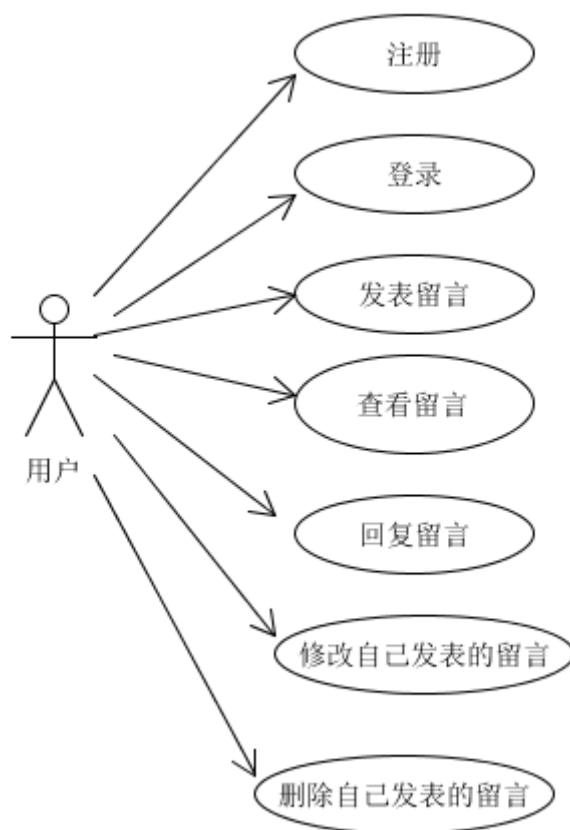 注册
登录
发表留言
查看留言
用户
回复留言
修改自己发表的留言
删除自己发表的留言